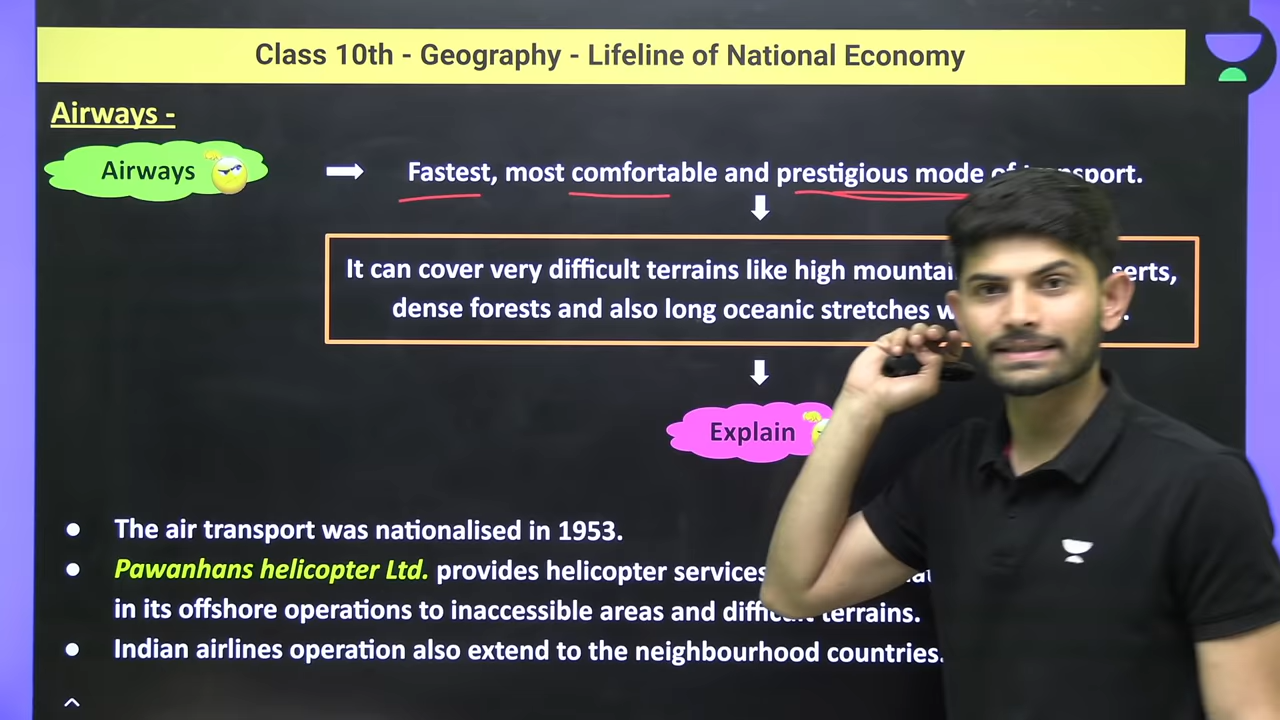 Class 10th - Geography - Lifeline of National Economy
Airways -
Airways
Fastest, most comfortable and prestigious mode of transport.
It can cover very difficult terrains like high
dense forests and also long oceanic stretches
Explain
● The air transport was nationalised in 1953.
● Pawanhans helicopter Ltd. provides helicopter services
in its offshore operations to inaccessible areas and difficult terrains.
● Indian airlines operation also extend to the neighbourhood countries.